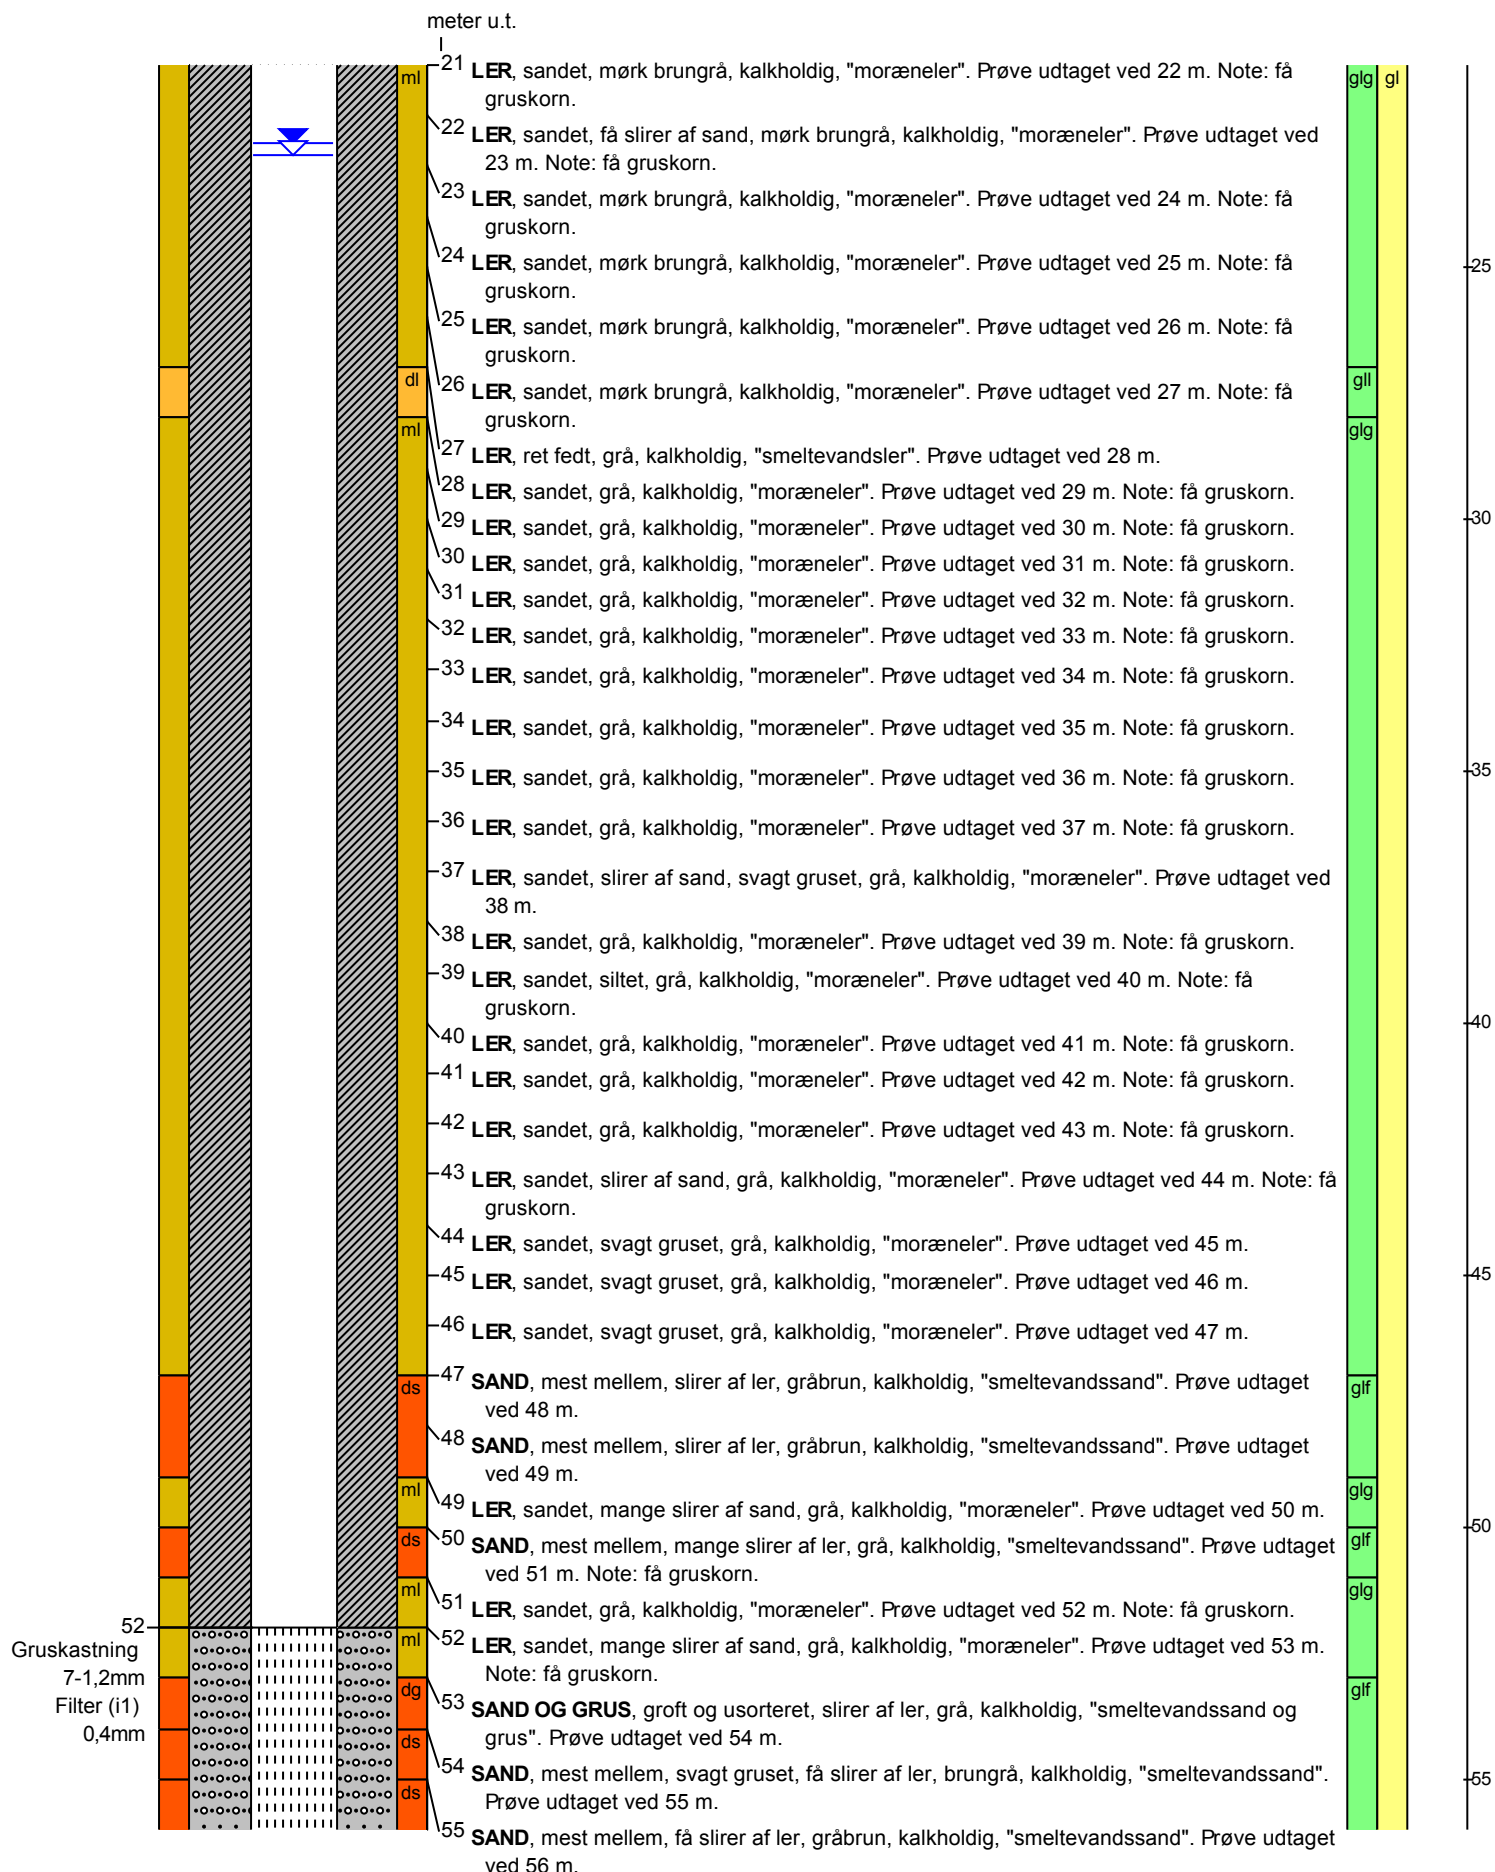 meter u.t.
21 LER, sandet, mørk brungrå, kalkholdig, "moræneler". Prøve udtaget ved 22 m. Note: få
gruskorn.
22 LER, sandet, få slirer af sand, mørk brungrå, kalkholdig, "moræneler". Prøve udtaget ved
23 m. Note: få gruskorn.
23 LER, sandet, mørk brungrå, kalkholdig, "moræneler". Prøve udtaget ved 24 m. Note: få
gruskorn.
24 LER, sandet, mørk brungrå, kalkholdig, "moræneler". Prøve udtaget ved 25 m. Note: få
gruskorn.
25 LER, sandet, mørk brungrå, kalkholdig, "moræneler". Prøve udtaget ved 26 m. Note: få
gruskorn.
26 LER, sandet, mørk brungrå, kalkholdig, "moræneler". Prøve udtaget ved 27 m. Note: få
gruskorn.
27 LER, ret fedt, grå, kalkholdig, "smeltevandsler". Prøve udtaget ved 28 m.
28 LER, sandet, grå, kalkholdig, "moræneler". Prøve udtaget ved 29 m. Note: få gruskorn.
29 LER, sandet, grå, kalkholdig, "moræneler". Prøve udtaget ved 30 m. Note: få gruskorn.
30 LER, sandet, grå, kalkholdig, "moræneler". Prøve udtaget ved 31 m. Note: få gruskorn.
31 LER, sandet, grå, kalkholdig, "moræneler". Prøve udtaget ved 32 m. Note: få gruskorn.
32 LER, sandet, grå, kalkholdig, "moræneler". Prøve udtaget ved 33 m. Note: få gruskorn.
33 LER, sandet, grå, kalkholdig, "moræneler". Prøve udtaget ved 34 m. Note: få gruskorn.
34 LER, sandet, grå, kalkholdig, "moræneler". Prøve udtaget ved 35 m. Note: få gruskorn.
35 LER, sandet, grå, kalkholdig, "moræneler". Prøve udtaget ved 36 m. Note: få gruskorn.
36 LER, sandet, grå, kalkholdig, "moræneler". Prøve udtaget ved 37 m. Note: få gruskorn.
37 LER, sandet, slirer af sand, svagt gruset, grå, kalkholdig, "moræneler". Prøve udtaget ved
38 m.
38 LER, sandet, grå, kalkholdig, "moræneler". Prøve udtaget ved 39 m. Note: få gruskorn.
39 LER, sandet, siltet, grå, kalkholdig, "moræneler". Prøve udtaget ved 40 m. Note: få
gruskorn.
40 LER, sandet, grå, kalkholdig, "moræneler". Prøve udtaget ved 41 m. Note: få gruskorn.
41 LER, sandet, grå, kalkholdig, "moræneler". Prøve udtaget ved 42 m. Note: få gruskorn.
42 LER, sandet, grå, kalkholdig, "moræneler". Prøve udtaget ved 43 m. Note: få gruskorn.
43 LER, sandet, slirer af sand, grå, kalkholdig, "moræneler". Prøve udtaget ved 44 m. Note: få
gruskorn.
44 LER, sandet, svagt gruset, grå, kalkholdig, "moræneler". Prøve udtaget ved 45 m.
45 LER, sandet, svagt gruset, grå, kalkholdig, "moræneler". Prøve udtaget ved 46 m.
46 LER, sandet, svagt gruset, grå, kalkholdig, "moræneler". Prøve udtaget ved 47 m.
47 SAND, mest mellem, slirer af ler, gråbrun, kalkholdig, "smeltevandssand". Prøve udtaget
ved 48 m.
48 SAND, mest mellem, slirer af ler, gråbrun, kalkholdig, "smeltevandssand". Prøve udtaget
ved 49 m.
49 LER, sandet, mange slirer af sand, grå, kalkholdig, "moræneler". Prøve udtaget ved 50 m.
50 SAND, mest mellem, mange slirer af ler, grå, kalkholdig, "smeltevandssand". Prøve udtaget
ved 51 m. Note: få gruskorn.
51 LER, sandet, grå, kalkholdig, "moræneler". Prøve udtaget ved 52 m. Note: få gruskorn.
52 LER, sandet, mange slirer af sand, grå, kalkholdig, "moræneler". Prøve udtaget ved 53 m.
Note: få gruskorn.
53 SAND OG GRUS, groft og usorteret, slirer af ler, grå, kalkholdig, "smeltevandssand og
grus". Prøve udtaget ved 54 m.
54 SAND, mest mellem, svagt gruset, få slirer af ler, brungrå, kalkholdig, "smeltevandssand".
Prøve udtaget ved 55 m.
55 SAND, mest mellem, få slirer af ler, gråbrun, kalkholdig, "smeltevandssand". Prøve udtaget
ved 56 m.
52
Gruskastning
7-1,2mm
Filter (i1)
0,4mm
ml
dl
ml
ds
ml
ds
ml
ml
dg
ds
ds
glg
gll
glg
glf
glg
glf
glg
glf
gl
25
30
35
40
45
50
55